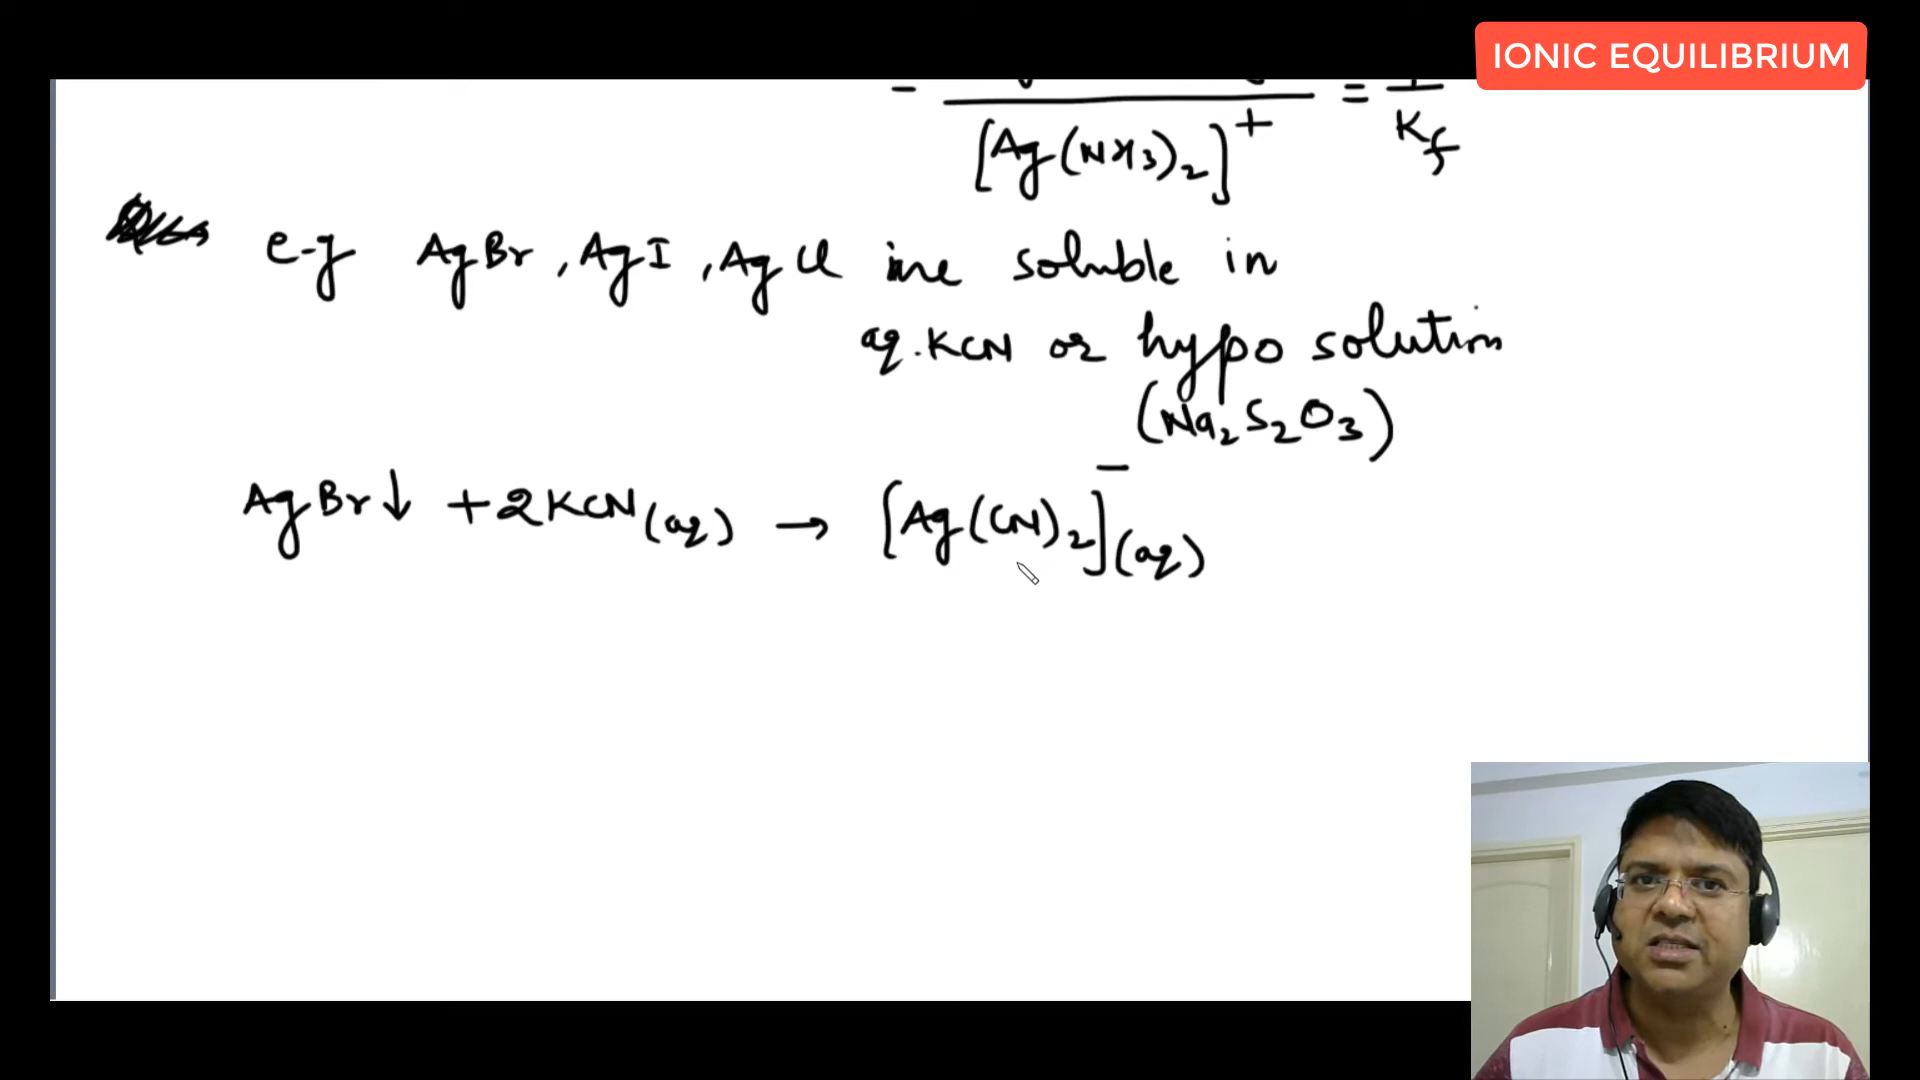 IONIC EQUILIBRIUM
[Ag(NH3)2]+ = / Kf
e-g AgBr, AgI, AgCl are soluble in
aq. KCN or hypo solution
(Na2S2O3)
AgBr↓ + 2KCN(aq) → [Ag(CN)2]−(aq)